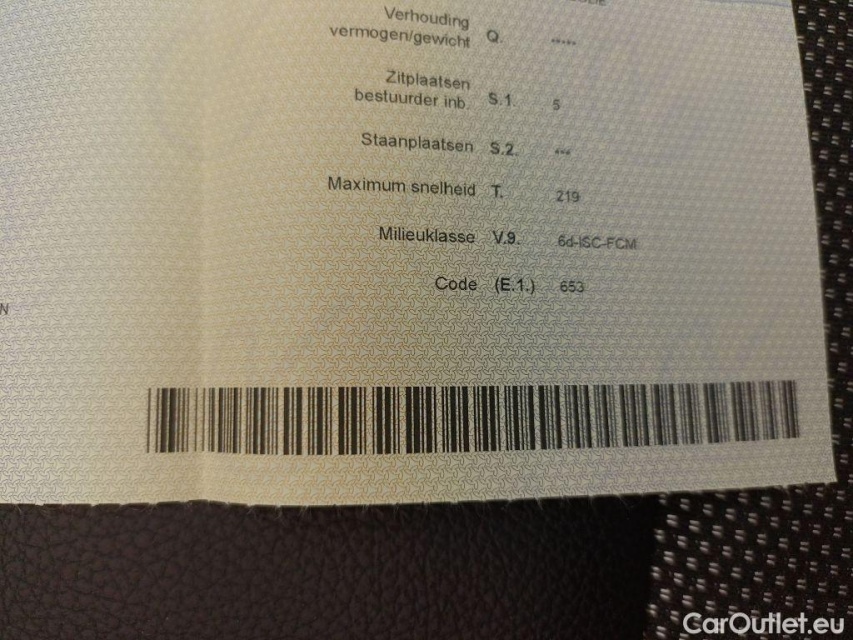 Verhouding
vermogen/gewicht Q. -----
Zitplaatsen
bestuurder inb. S.1. 5
Staanplaatsen S.2. ---
Maximum snelheid T. 219
Milieuklasse V.9. 6d-ISC-FCM
Code (E.1.) 653
N
CarOutlet.eu